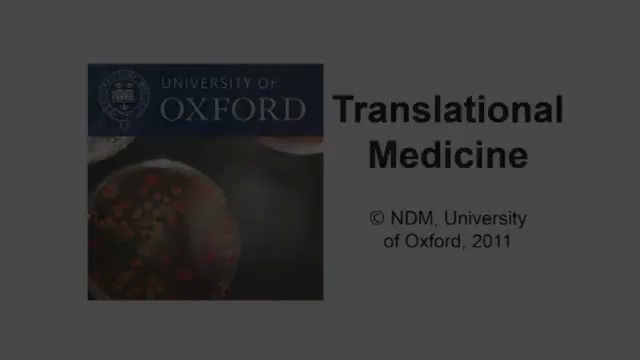 UNIVERSITY OF
OXFORD
Translational
Medicine
© NDM, University
of Oxford, 2011